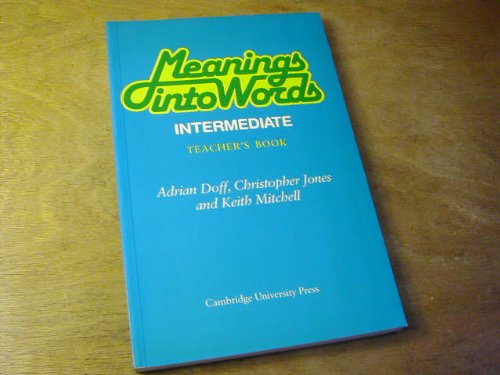 Meanings
into Words
INTERMEDIATE
TEACHER'S BOOK
Adrian Doff, Christopher Jones
and Keith Mitchell
Cambridge University Press